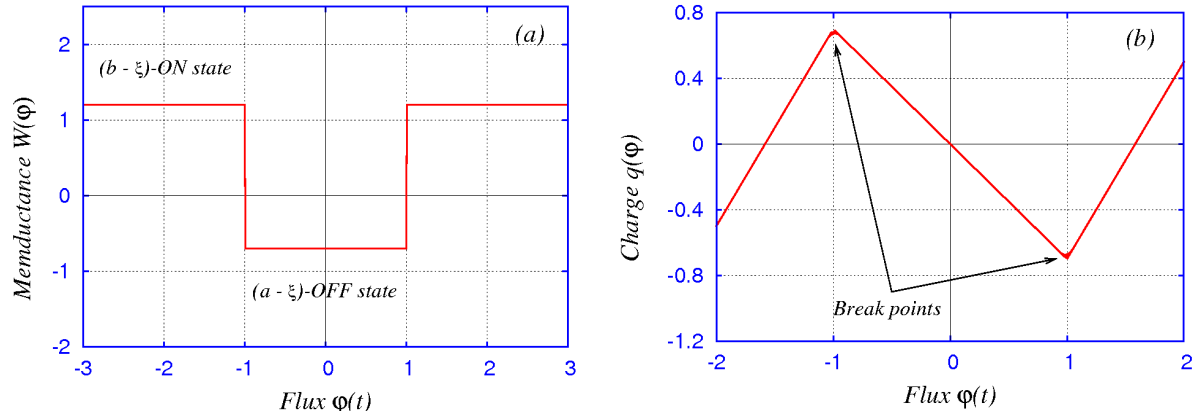 (a)
(b - ξ)-ON state
(a - ξ)-OFF state
Memductance W(φ)
2
1
0
-1
-2
-3
-2
-1
0
1
2
3
Flux φ(t)
(b)
Break points
Charge q(φ)
0.8
0.4
0
-0.4
-0.8
-1.2
-2
-1
0
1
2
Flux φ(t)